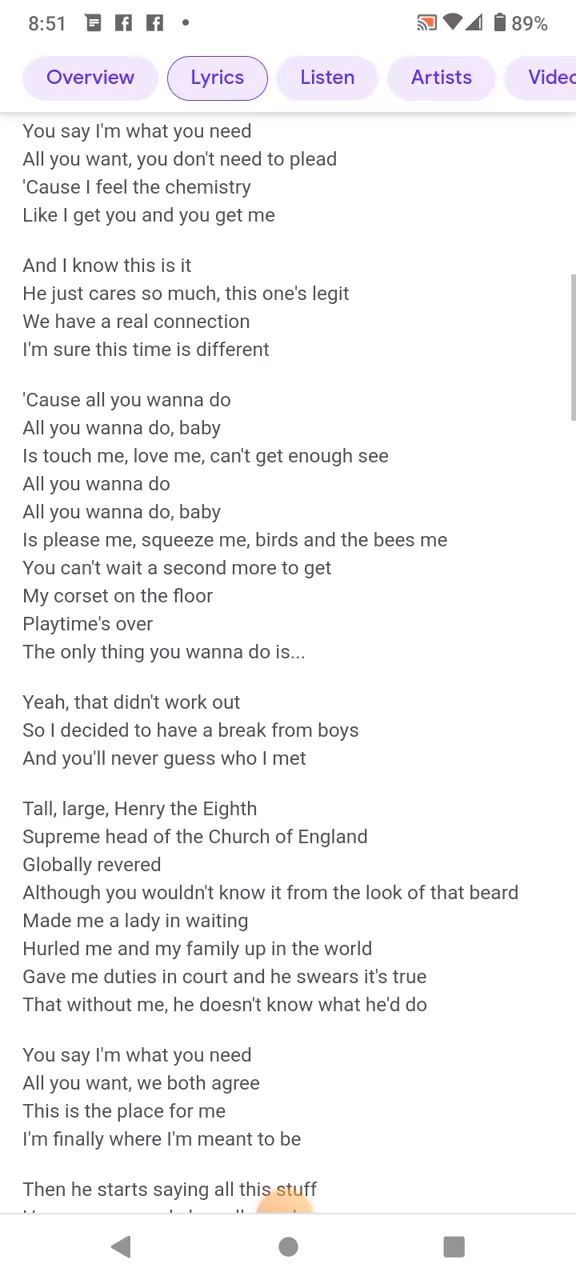 8:51
89%
Overview
Lyrics
Listen
Artists
Videc
You say I'm what you need
All you want, you don't need to plead
'Cause I feel the chemistry
Like I get you and you get me
And I know this is it
He just cares so much, this one's legit
We have a real connection
I'm sure this time is different
'Cause all you wanna do
All you wanna do, baby
Is touch me, love me, can't get enough see
All you wanna do
All you wanna do, baby
Is please me, squeeze me, birds and the bees me
You can't wait a second more to get
My corset on the floor
Playtime's over
The only thing you wanna do is...
Yeah, that didn't work out
So I decided to have a break from boys
And you'll never guess who I met
Tall, large, Henry the Eighth
Supreme head of the Church of England
Globally revered
Although you wouldn't know it from the look of that beard
Made me a lady in waiting
Hurled me and my family up in the world
Gave me duties in court and he swears it's true
That without me, he doesn't know what he'd do
You say I'm what you need
All you want, we both agree
This is the place for me
I'm finally where I'm meant to be
Then he starts saying all this stuff